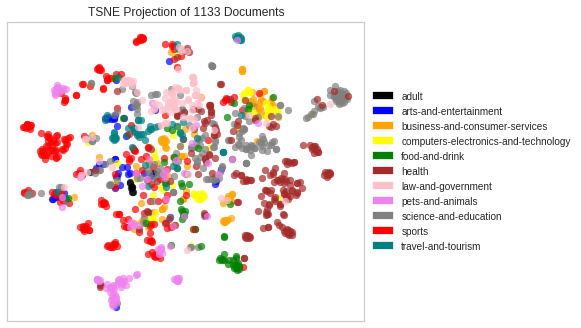 TSNE Projection of 1133 Documents
adult
arts-and-entertainment
business-and-consumer-services
computers-electronics-and-technology
food-and-drink
health
law-and-government
pets-and-animals
science-and-education
sports
travel-and-tourism